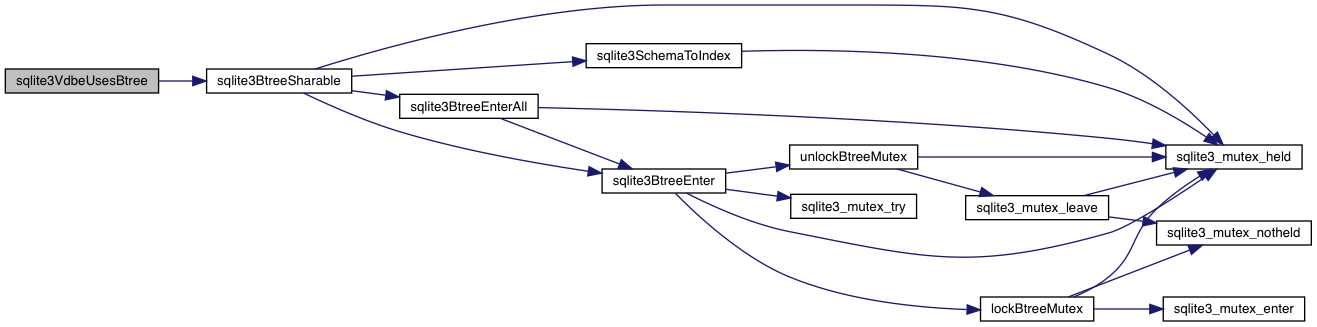 sqlite3VdbeUsesBtree
sqlite3BtreeSharable
sqlite3SchemaToIndex
sqlite3BtreeEnterAll
sqlite3BtreeEnter
unlockBtreeMutex
sqlite3_mutex_try
sqlite3_mutex_leave
lockBtreeMutex
sqlite3_mutex_held
sqlite3_mutex_notheld
sqlite3_mutex_enter